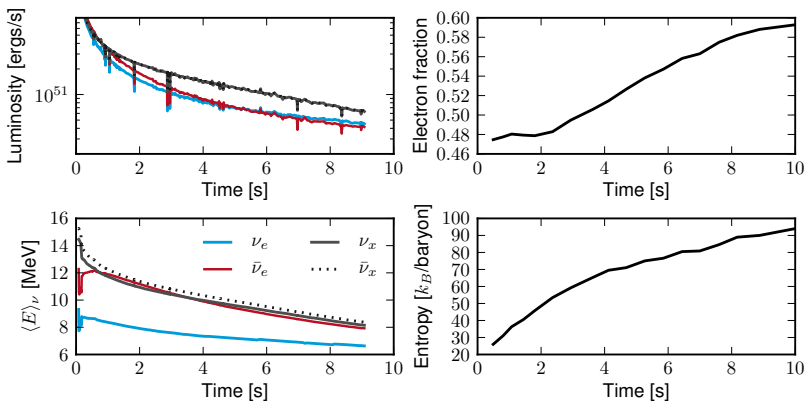 Luminosity [ergs/s]
10^51
0 2 4 6 8 10
Time [s]
Electron fraction
0.60
0.58
0.56
0.54
0.52
0.50
0.48
0.46
0 2 4 6 8 10
Time [s]
⟨E⟩_ν [MeV]
16
14
12
10
8
6
ν_e
ν̄_e
ν_x
ν̄_x
0 2 4 6 8 10
Time [s]
Entropy [k_B/baryon]
100
90
80
70
60
50
40
30
20
0 2 4 6 8 10
Time [s]